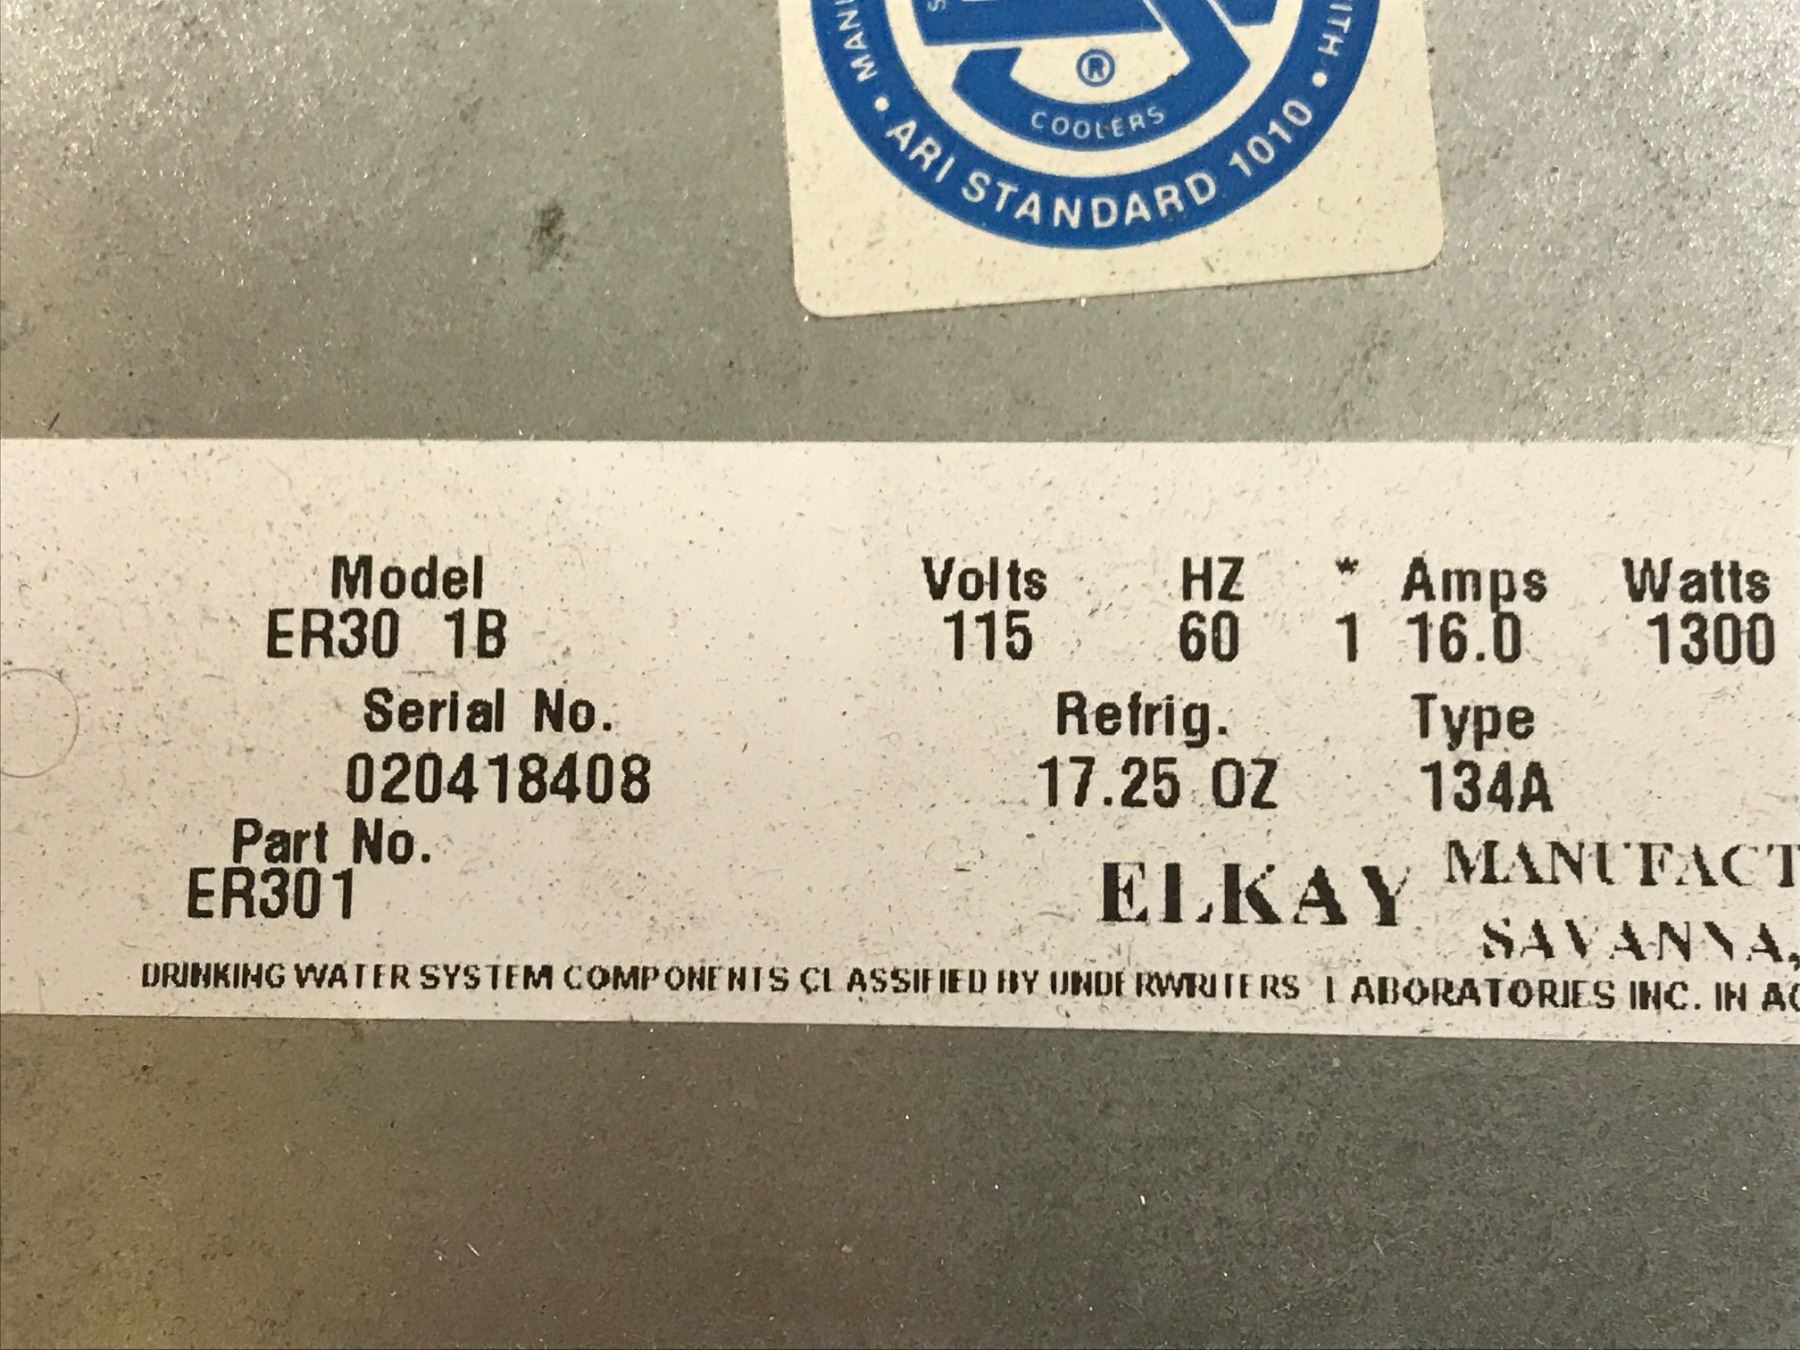 MANU
ITH
®
COOLERS
• ARI STANDARD 1010 •
Model Volts HZ * Amps Watts
ER30 1B 115 60 1 16.0 1300
Serial No. Refrig. Type
020418408 17.25 OZ 134A
Part No.
ER301
ELKAY MANUFACT
SAVANNA,
DRINKING WATER SYSTEM COMPONENTS CLASSIFIED BY UNDERWRITERS LABORATORIES INC. IN AC